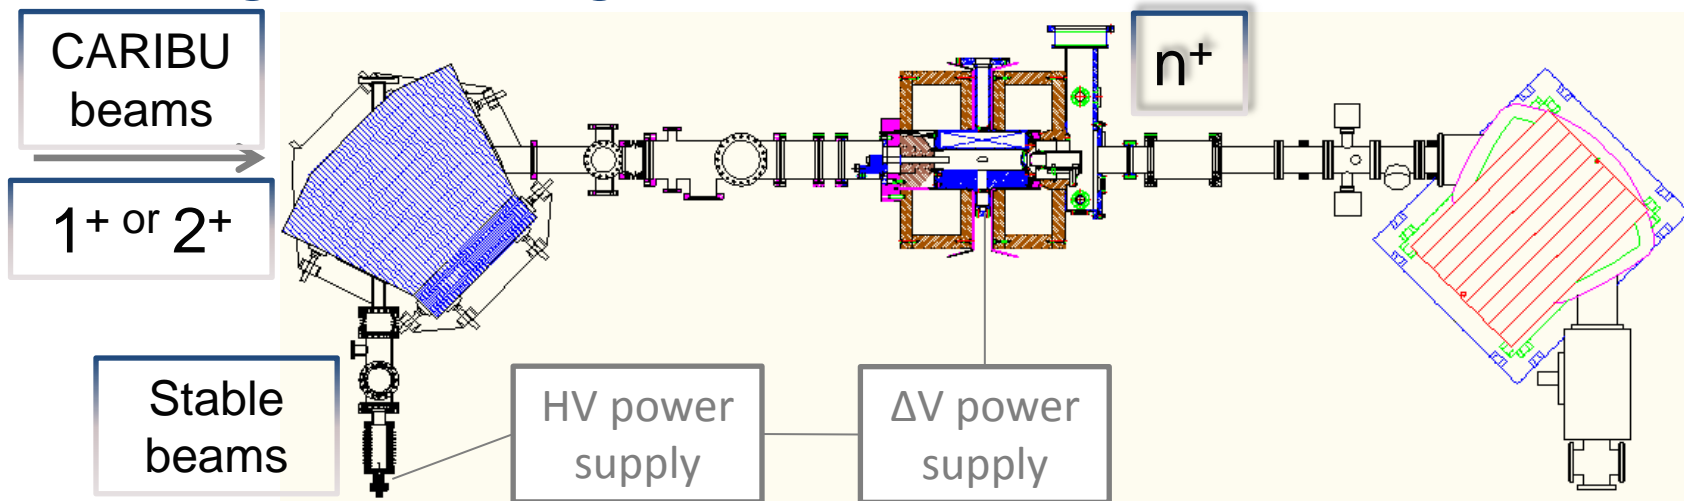 CARIBU
beams
1+ or 2+
n+
Stable
beams
HV power
supply
ΔV power
supply